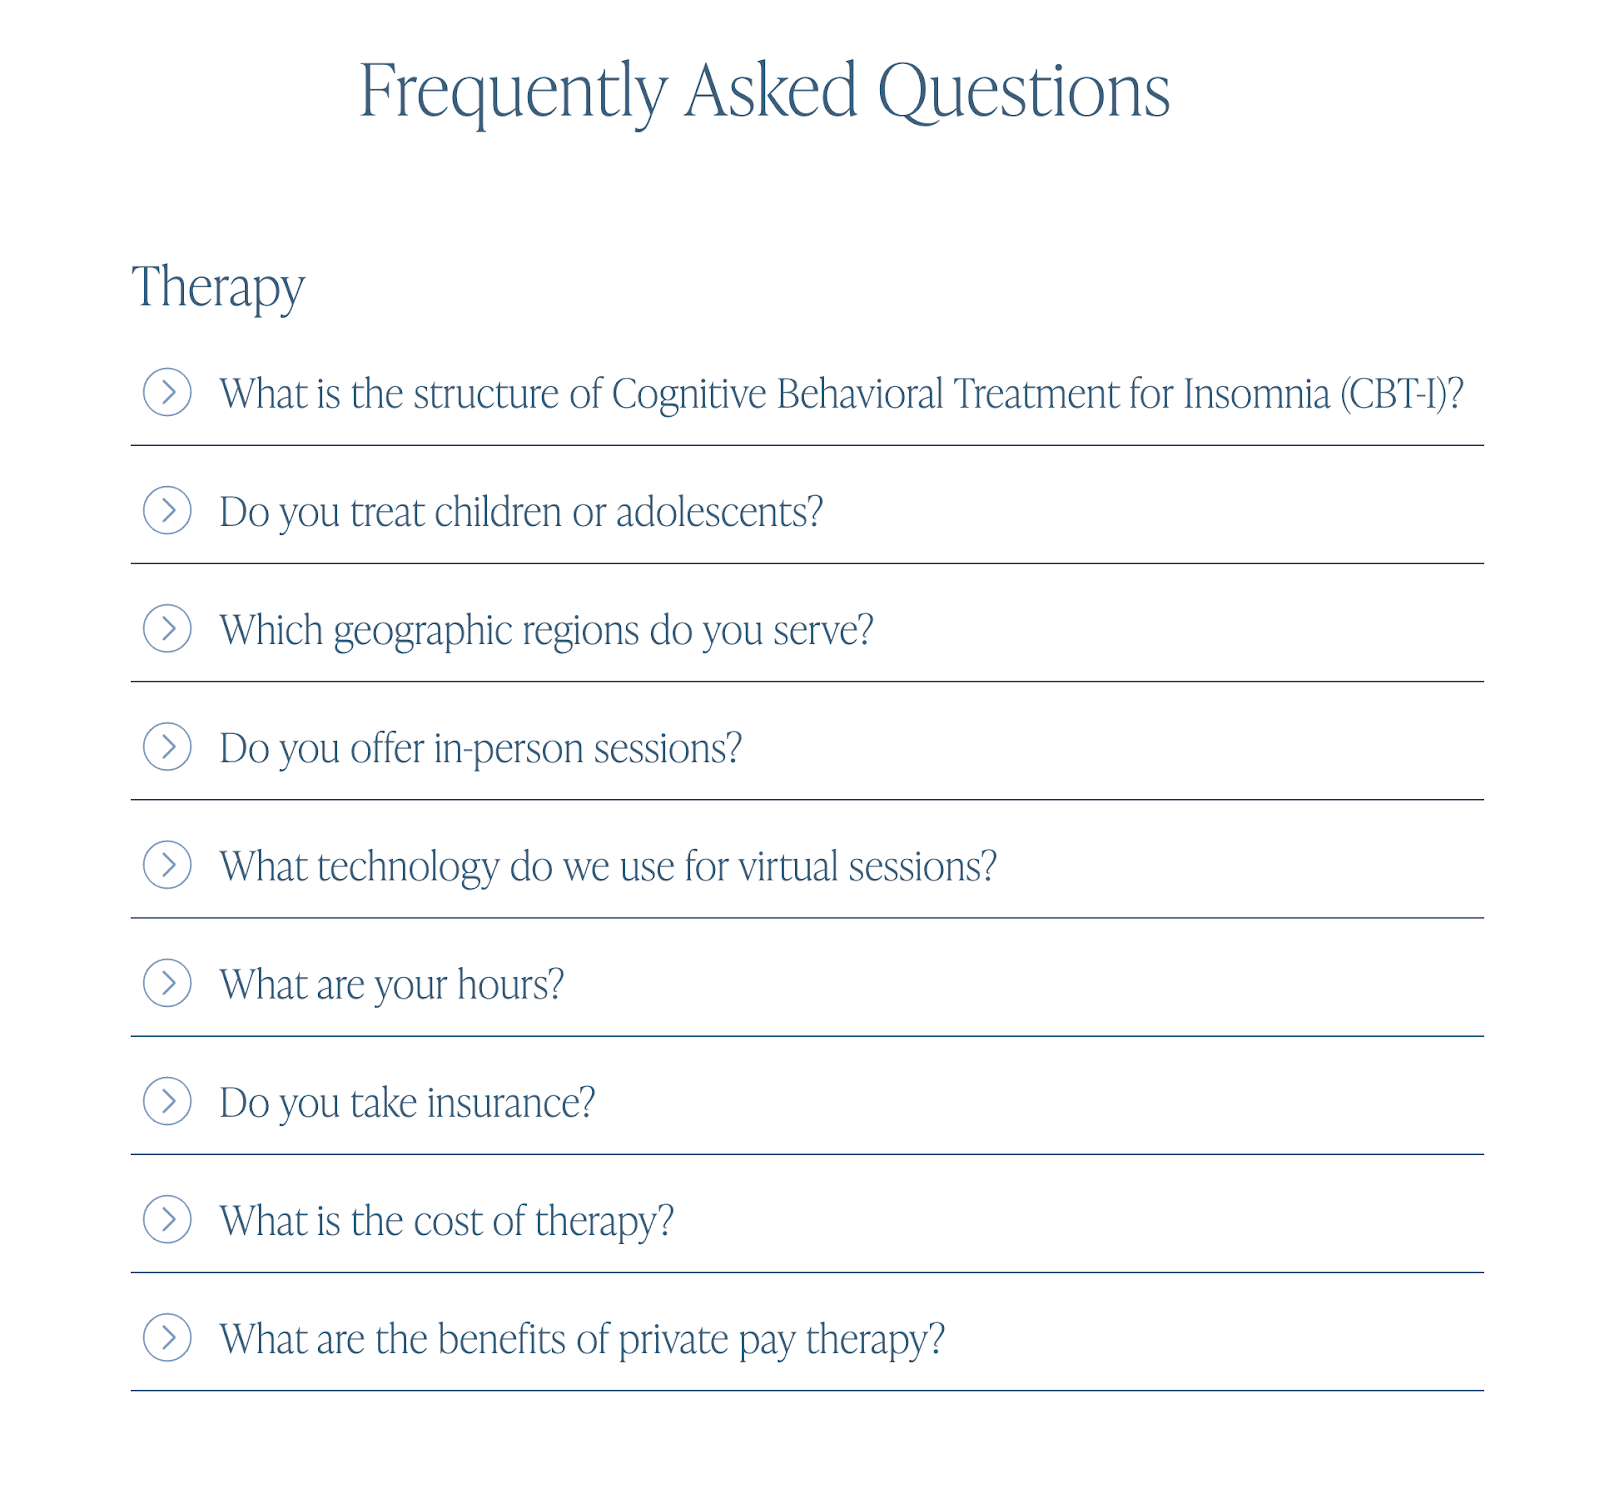 Frequently Asked Questions
Therapy
What is the structure of Cognitive Behavioral Treatment for Insomnia (CBT-I)?
Do you treat children or adolescents?
Which geographic regions do you serve?
Do you offer in-person sessions?
What technology do we use for virtual sessions?
What are your hours?
Do you take insurance?
What is the cost of therapy?
What are the benefits of private pay therapy?